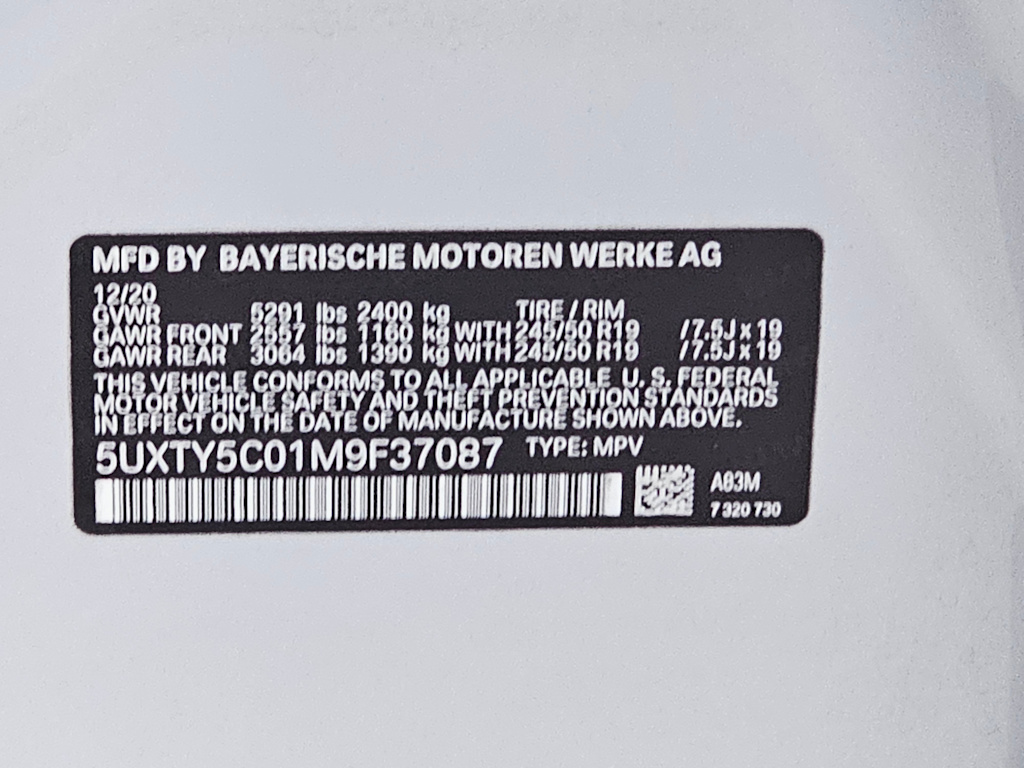 MFD BY BAYERISCHE MOTOREN WERKE AG
12/20
GVWR 5291 lbs 2400 kg TIRE / RIM
GAWR FRONT 2557 lbs 1160 kg WITH 245/50 R19 /7.5J x 19
GAWR REAR 3064 lbs 1390 kg WITH 245/50 R19 /7.5J x 19
THIS VEHICLE CONFORMS TO ALL APPLICABLE U. S. FEDERAL
MOTOR VEHICLE SAFETY AND THEFT PREVENTION STANDARDS
IN EFFECT ON THE DATE OF MANUFACTURE SHOWN ABOVE.
5UXTY5C01M9F37087 TYPE: MPV
A83M
7 320 730